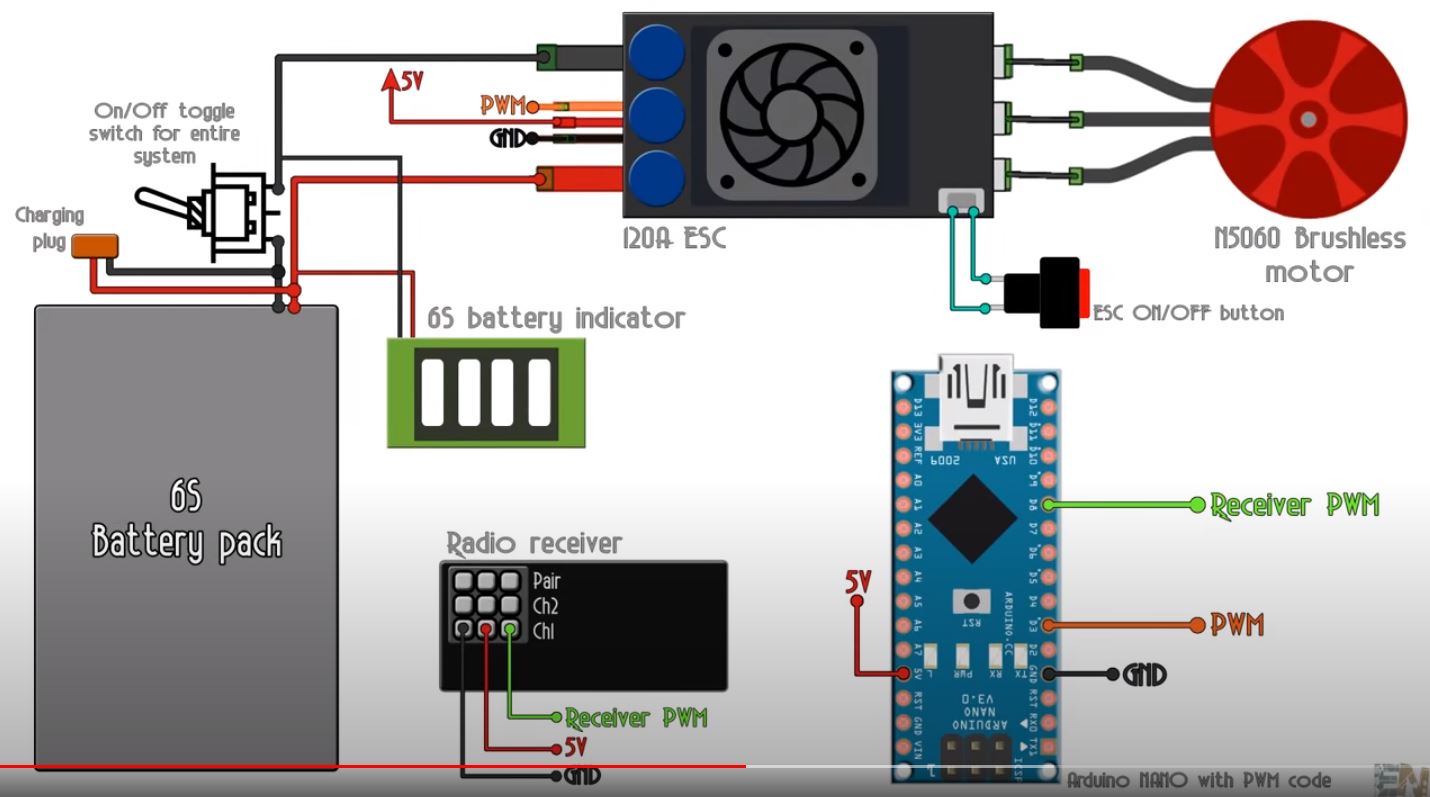 5V
PWM
GND
On/Off toggle
switch for entire
system
Charging
plug
120A ESC
N5060 Brushless
motor
ESC ON/OFF button
6S battery indicator
6S
Battery pack
Radio receiver
Pair
Ch2
Ch1
Receiver PWM
5V
GND
D13
3V3
REF
A0
A1
A2
A3
A4
A5
A6
A7
5V
RST
GND
VIN
D12
D11
D10
D9
D8
D7
D6
D5
D4
D3
D2
GND
RST
RX0
TX1
2009
USA
RST
ARDUINO.CC
L
PWR
RX
TX
V3.0
NANO
ARDUINO
ICSP
1
5V
Receiver PWM
PWM
GND
Arduino NANO with PWM code
EN